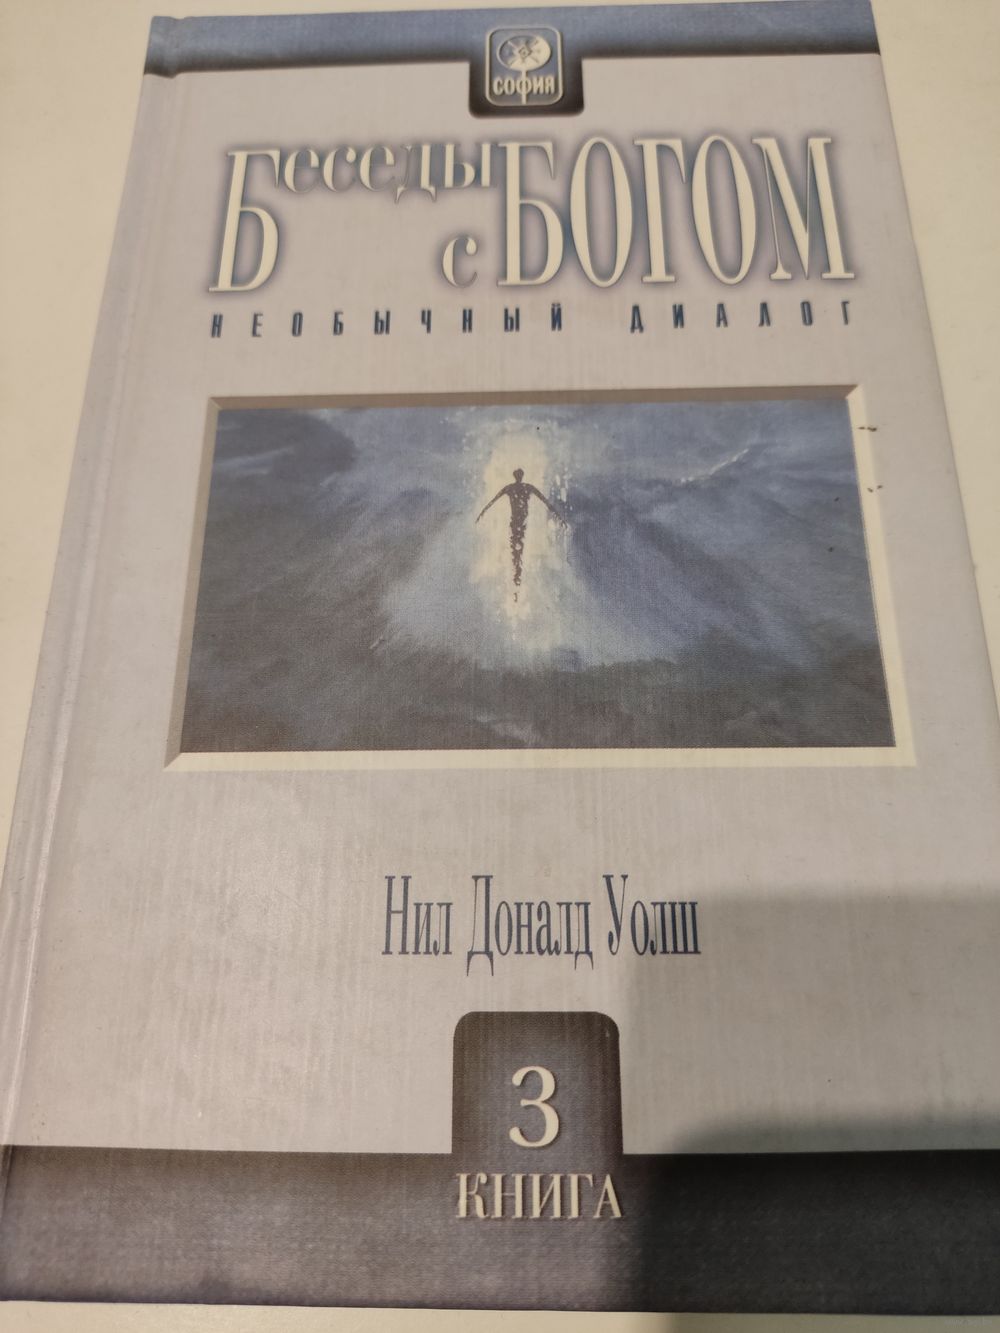 СОФИЯ
Беседы
с БОГОМ
НЕОБЫЧНЫЙ ДИАЛОГ
Нил Доналд Уолш
3
КНИГА